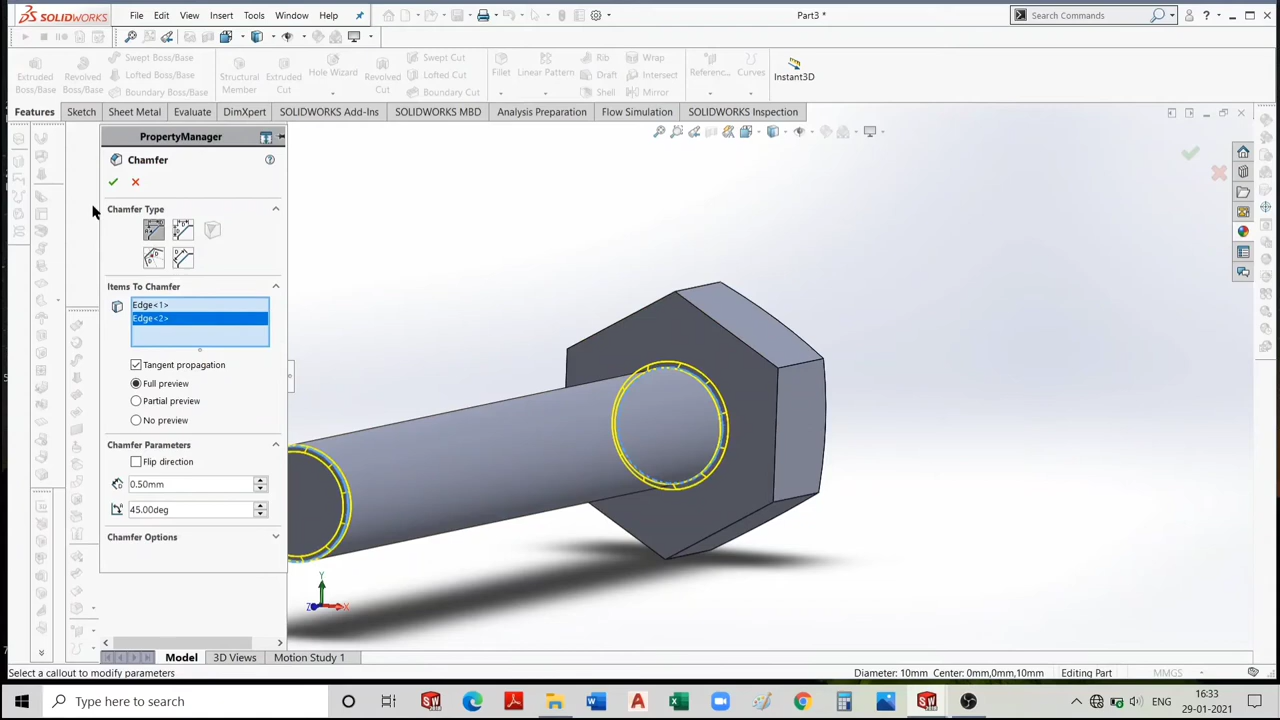 SOLIDWORKS
File Edit View Insert Tools Window Help
Part3 *
Search Commands
Extruded Boss/Base
Revolved Boss/Base
Swept Boss/Base
Lofted Boss/Base
Boundary Boss/Base
Structural Member
Extruded Cut
Hole Wizard
Revolved Cut
Swept Cut
Lofted Cut
Boundary Cut
Fillet
Linear Pattern
Rib
Draft
Shell
Wrap
Intersect
Mirror
Referenc...
Curves
Instant3D
Features Sketch Sheet Metal Evaluate DimXpert SOLIDWORKS Add-Ins SOLIDWORKS MBD Analysis Preparation Flow Simulation SOLIDWORKS Inspection
PropertyManager
Chamfer
Chamfer Type
Items To Chamfer
Edge<1>
Edge<2>
Tangent propagation
Full preview
Partial preview
No preview
Chamfer Parameters
Flip direction
0.50mm
45.00deg
Chamfer Options
Y
Z X
Model 3D Views Motion Study 1
Select a callout to modify parameters
Diameter: 10mm Center: 0mm,0mm,10mm Editing Part MMGS
Type here to search
ENG
16:33
29-01-2021